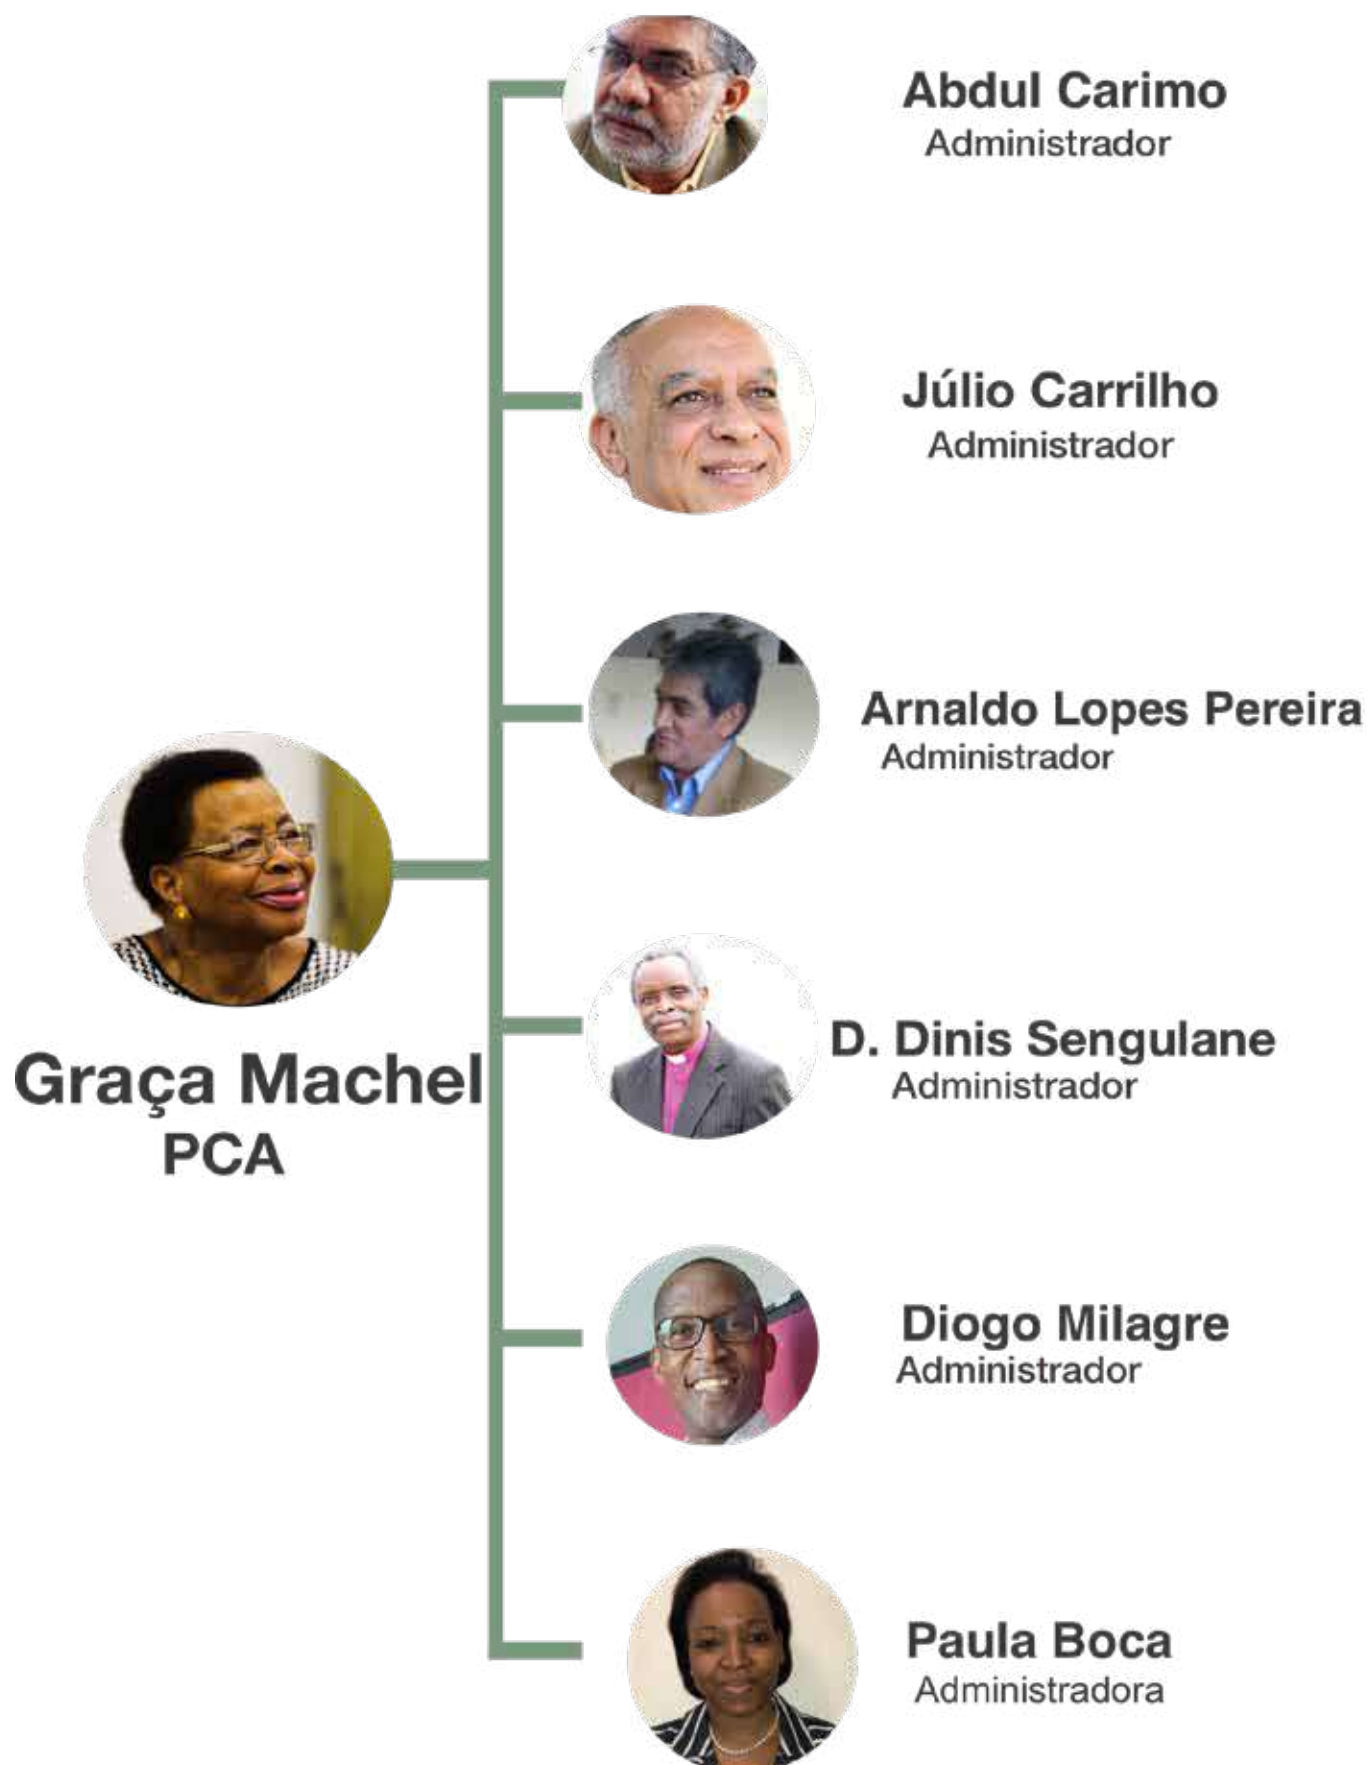 Abdul Carimo
Administrador
Júlio Carrilho
Administrador
Arnaldo Lopes Pereira
Administrador
Graça Machel
PCA
D. Dinis Sengulane
Administrador
Diogo Milagre
Administrador
Paula Boca
Administradora